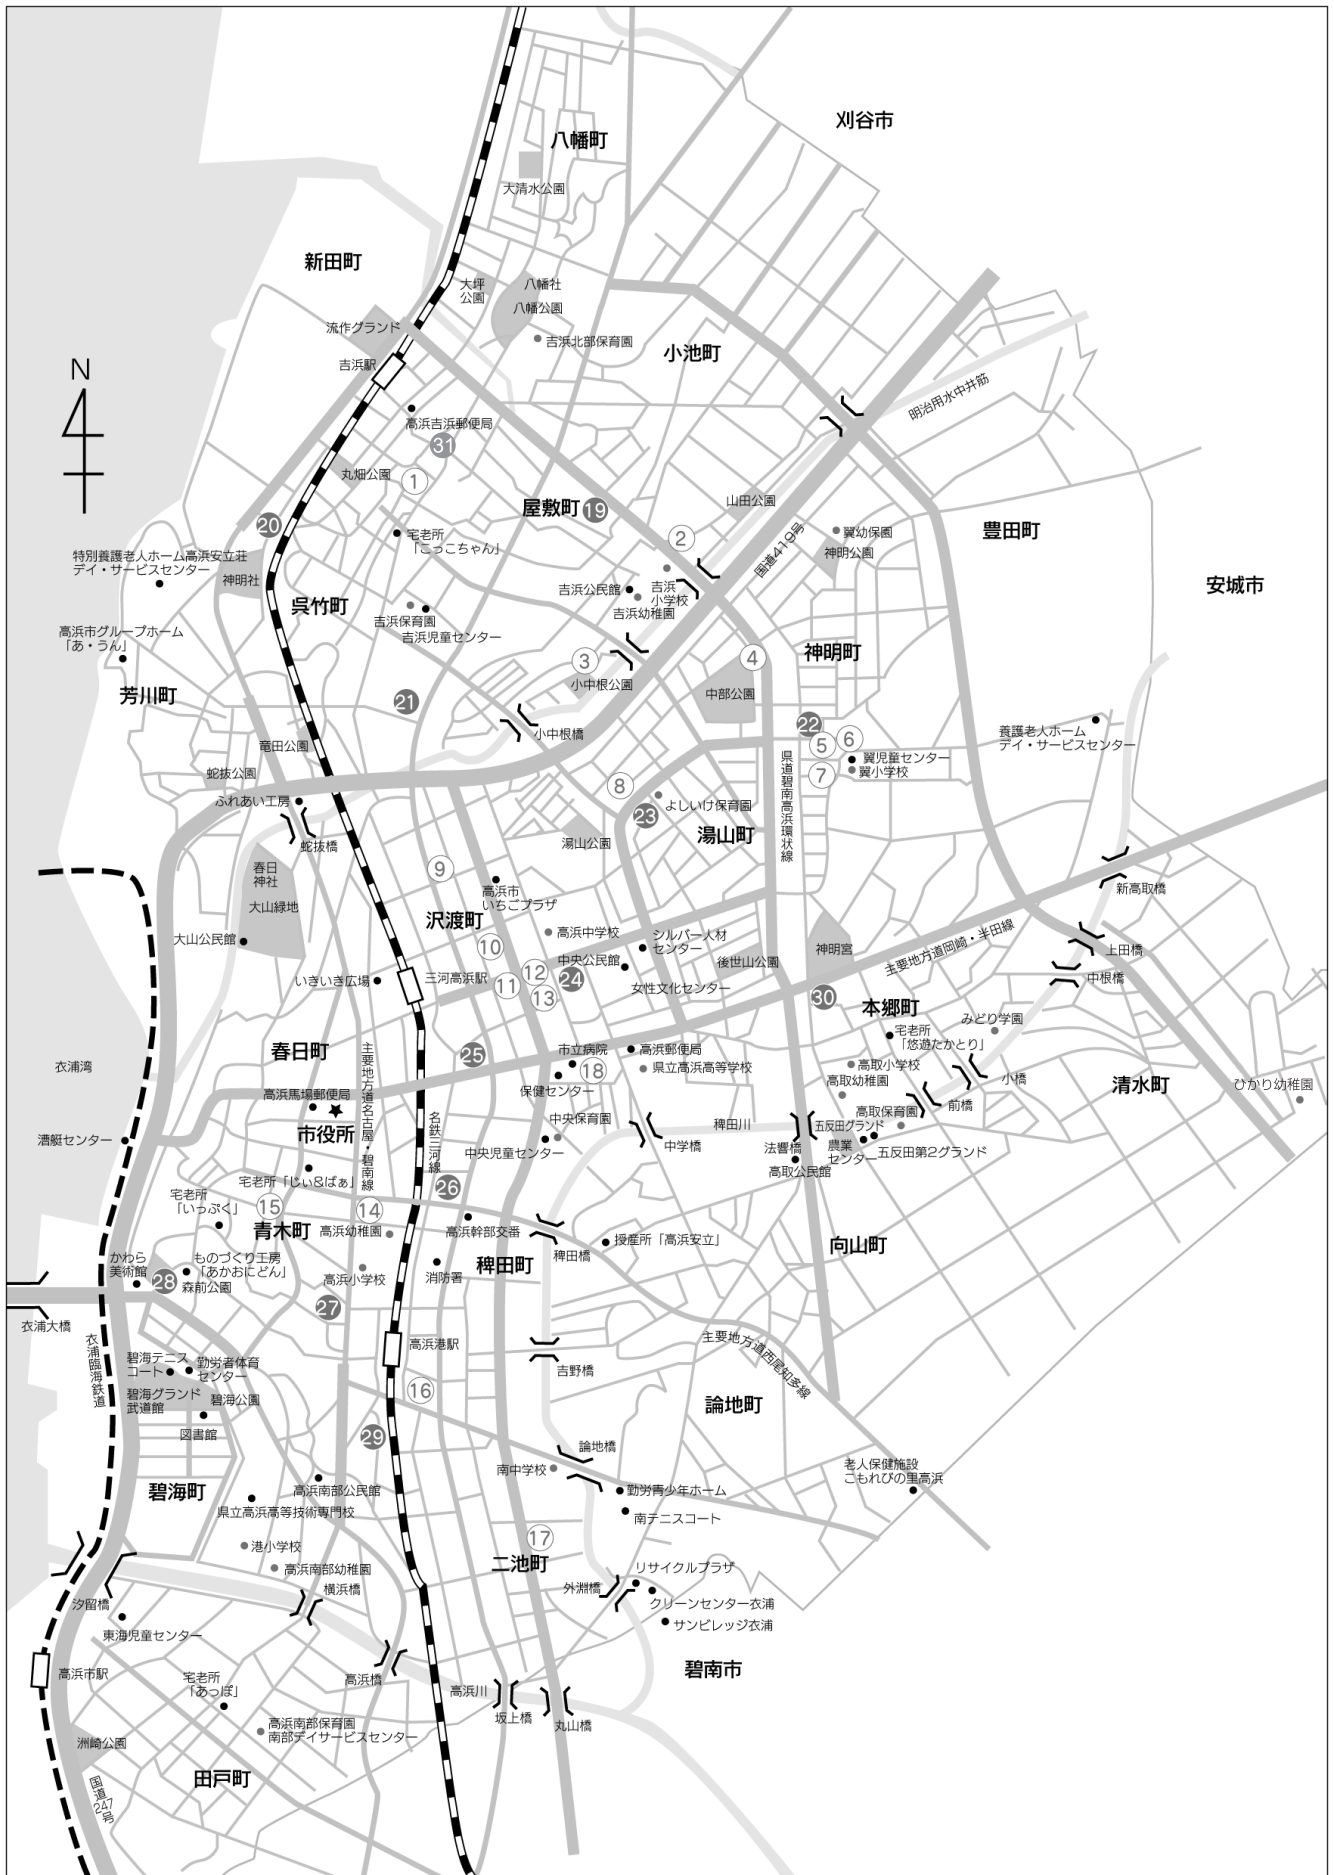 刈谷市
八幡町
大清水公園
新田町
大坪
公園
八幡社
八幡公園
流作グランド
吉浜北部保育園
小池町
吉浜駅
N
明治用水中井筋
高浜吉浜郵便局
31
丸畑公園
1
屋敷町
19
山田公園
20
2
翼幼保園
豊田町
宅老所
「こっこちゃん」
国道419号
神明公園
特別養護老人ホーム高浜安立荘
デイ・サービスセンター
神明社
吉浜公民館
吉浜
小学校
安城市
呉竹町
吉浜幼稚園
吉浜保育園
吉浜児童センター
高浜市グループホーム
「あ・うん」
3
4
神明町
小中根公園
中部公園
芳川町
21
22
5
6
養護老人ホーム
デイ・サービスセンター
小中根橋
竜田公園
翼児童センター
翼小学校
7
蛇抜公園
県道碧南高浜環状線
8
ふれあい工房
よしいけ保育園
23
湯山町
蛇抜橋
湯山公園
春日
神社
9
高浜市
いちごプラザ
新高取橋
大山緑地
沢渡町
高浜中学校
シルバー人材
センター
大山公民館
10
神明宮
主要地方道岡崎・半田線
上田橋
中央公民館
後世山公園
いきいき広場
三河高浜駅
11
12
24
13
女性文化センター
中根橋
30
本郷町
みどり学園
宅老所
「悠遊たかとり」
春日町
25
市立病院
高浜郵便局
衣浦湾
主要地方道名古屋・碧南線
18
県立高浜高等学校
高取小学校
小橋
清水町
ひかり幼稚園
高浜馬場郵便局
保健センター
高取幼稚園
前橋
市役所
名鉄三河線
中央保育園
稗田川
高取保育園
漕艇センター
五反田グランド
中央児童センター
中学橋
法響橋
農業
センター
五反田第2グランド
高取公民館
宅老所「じぃ&ばぁ」
26
宅老所
「いっぷく」
15
14
青木町
高浜幼稚園
高浜幹部交番
稗田橋
授産所「高浜安立」
向山町
かわら
美術館
28
ものづくり工房
「あかおにどん」
森前公園
高浜小学校
消防署
稗田町
27
衣浦大橋
衣浦臨海鉄道
高浜港駅
主要地方道西尾知多線
碧海テニス
コート
勤労者体育
センター
吉野橋
碧海グランド
武道館
碧海公園
16
論地町
図書館
29
論地橋
南中学校
老人保健施設
こもれびの里高浜
碧海町
高浜南部公民館
勤労青少年ホーム
県立高浜高等技術専門校
南テニスコート
17
港小学校
二池町
高浜南部幼稚園
リサイクルプラザ
横浜橋
外淵橋
クリーンセンター衣浦
汐留橋
サンビレッジ衣浦
東海児童センター
碧南市
高浜市駅
宅老所
「あっぽ」
高浜橋
高浜川
坂上橋
丸山橋
高浜南部保育園
南部デイサービスセンター
洲崎公園
田戸町
国道247号